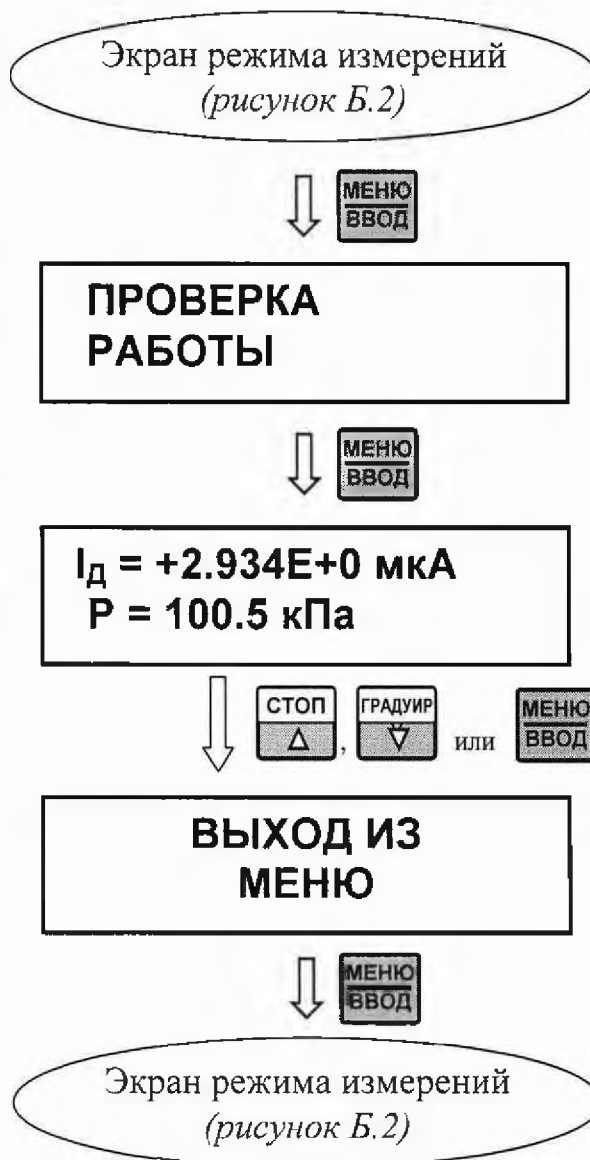 Экран режима измерений
(рисунок Б.2)
МЕНЮ
ВВОД
ПРОВЕРКА
РАБОТЫ
МЕНЮ
ВВОД
IД = +2.934E+0 мкА
P = 100.5 кПа
СТОП
ГРАДУИР
, или
МЕНЮ
ВВОД
ВЫХОД ИЗ
МЕНЮ
МЕНЮ
ВВОД
Экран режима измерений
(рисунок Б.2)